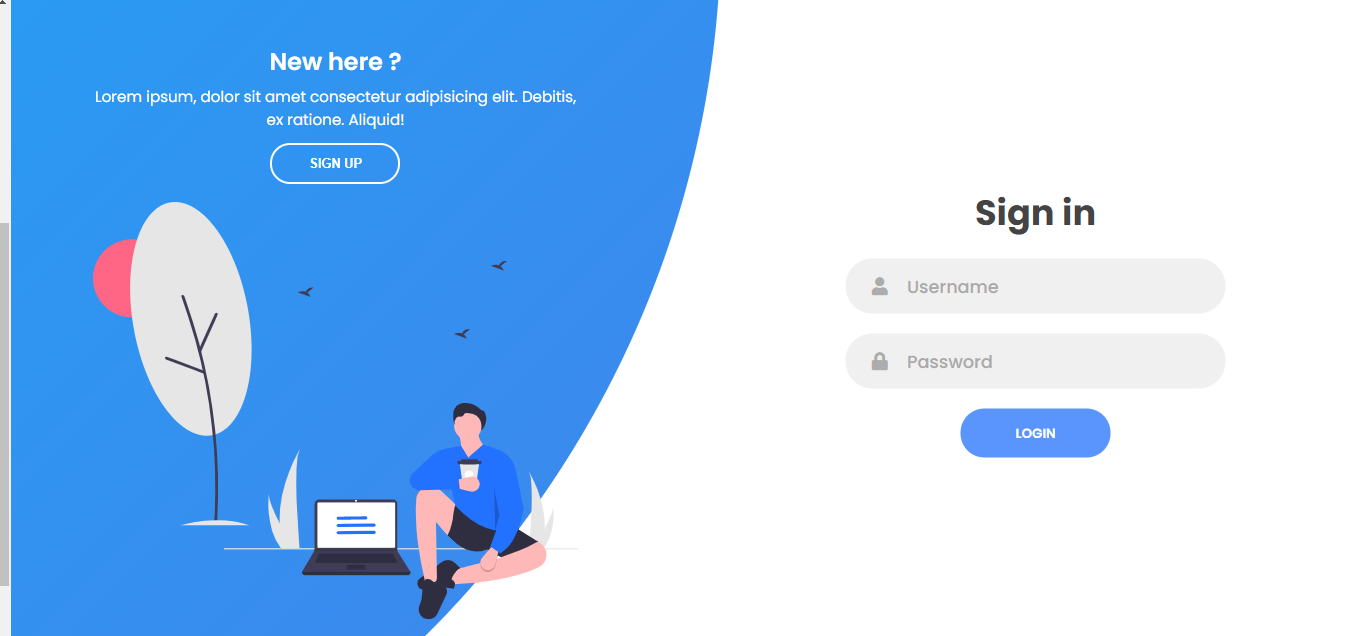 New here ?
Lorem ipsum, dolor sit amet consectetur adipisicing elit. Debitis,
ex ratione. Aliquid!
SIGN UP
Sign in
Username
Password
LOGIN